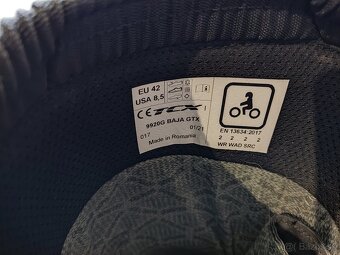 EU 42
USA 8.5
CE TCX
9920G BAJA GTX
017 01/21
Made in Romania
EN 13634:2017
2 2 2 2
WR WAD SRC